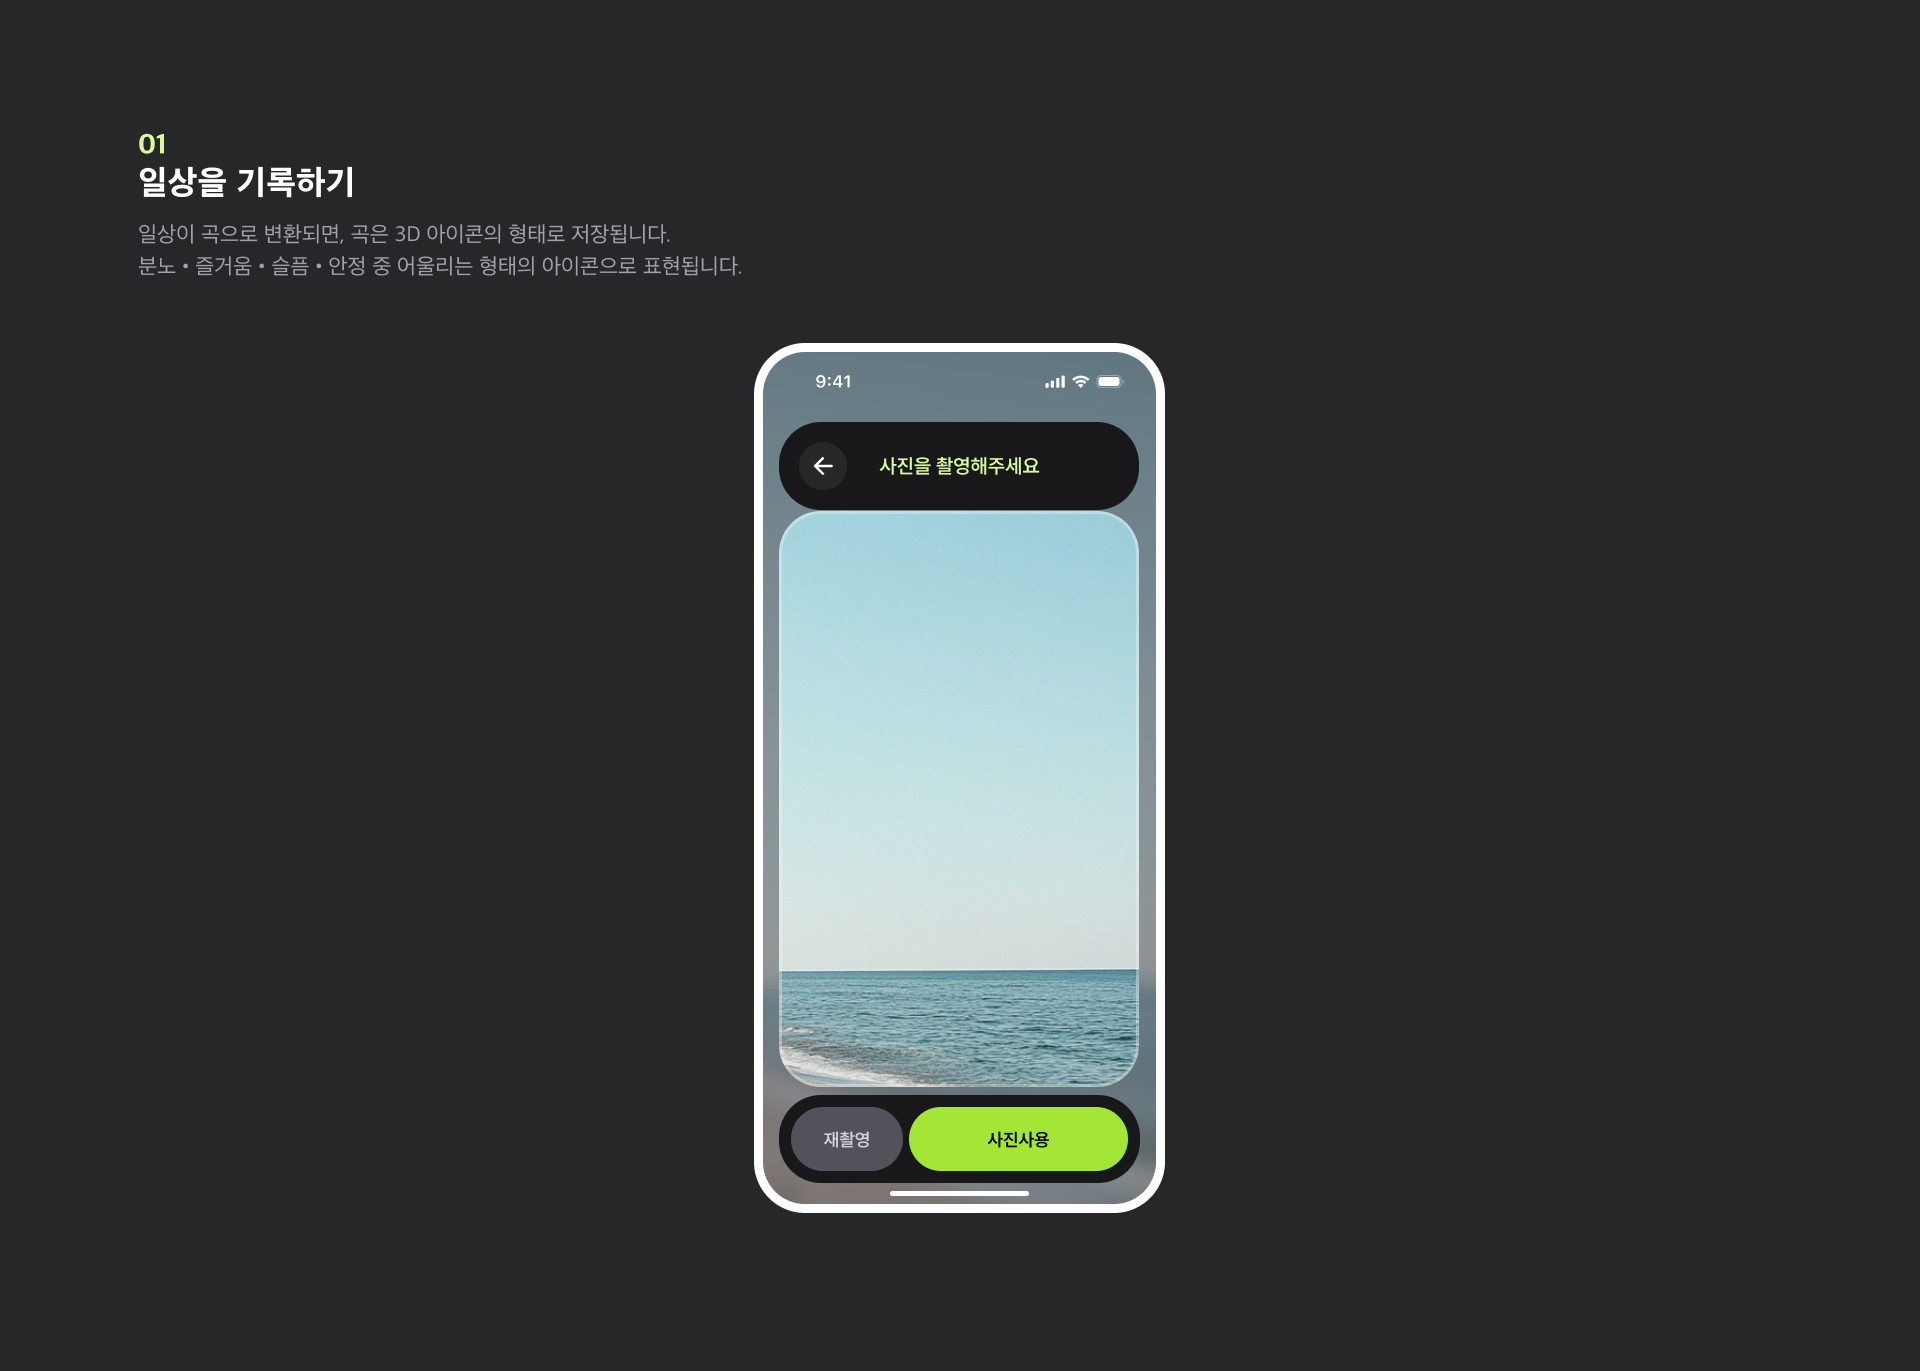 01
일상을 기록하기
일상이 곡으로 변환되면, 곡은 3D 아이콘의 형태로 저장됩니다.
분노 • 즐거움 • 슬픔 • 안정 중 어울리는 형태의 아이콘으로 표현됩니다.
9:41
사진을 촬영해주세요
재촬영
사진사용